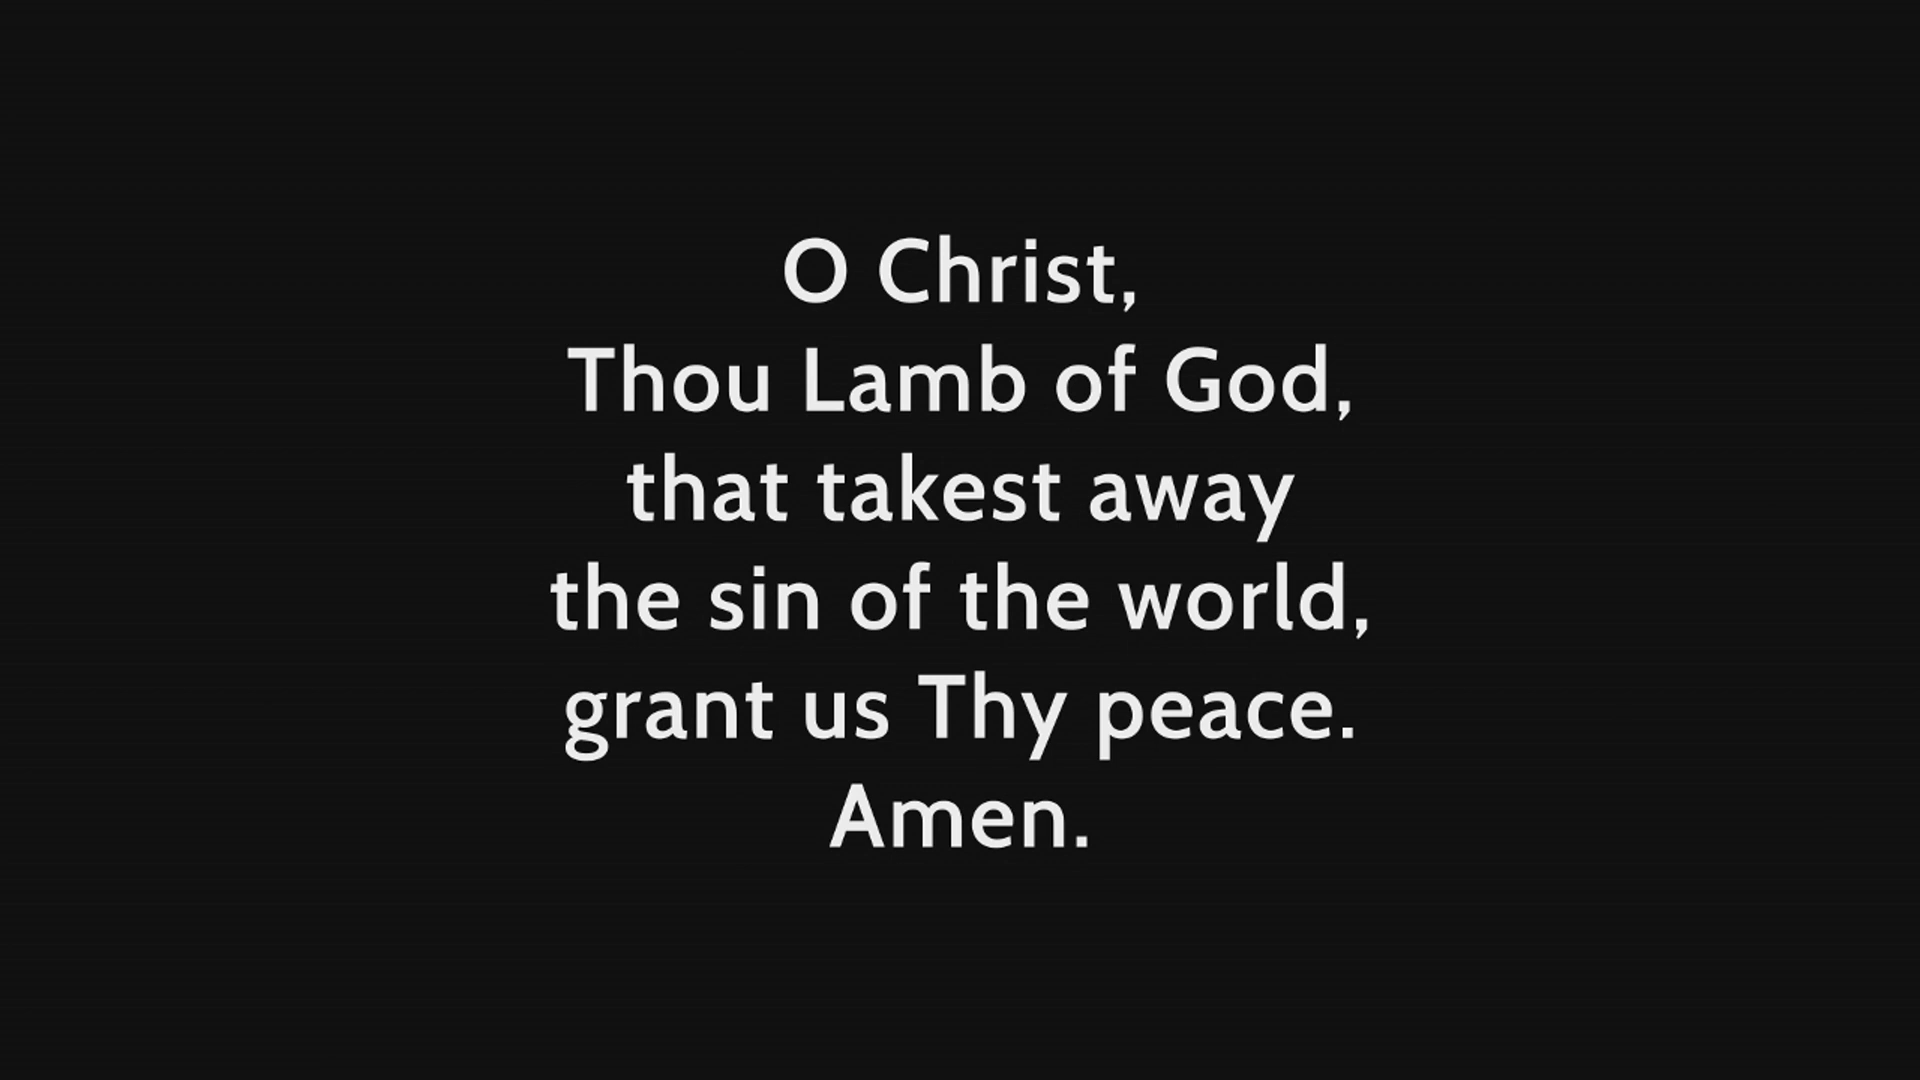 O Christ,
Thou Lamb of God,
that takest away
the sin of the world,
grant us Thy peace.
Amen.